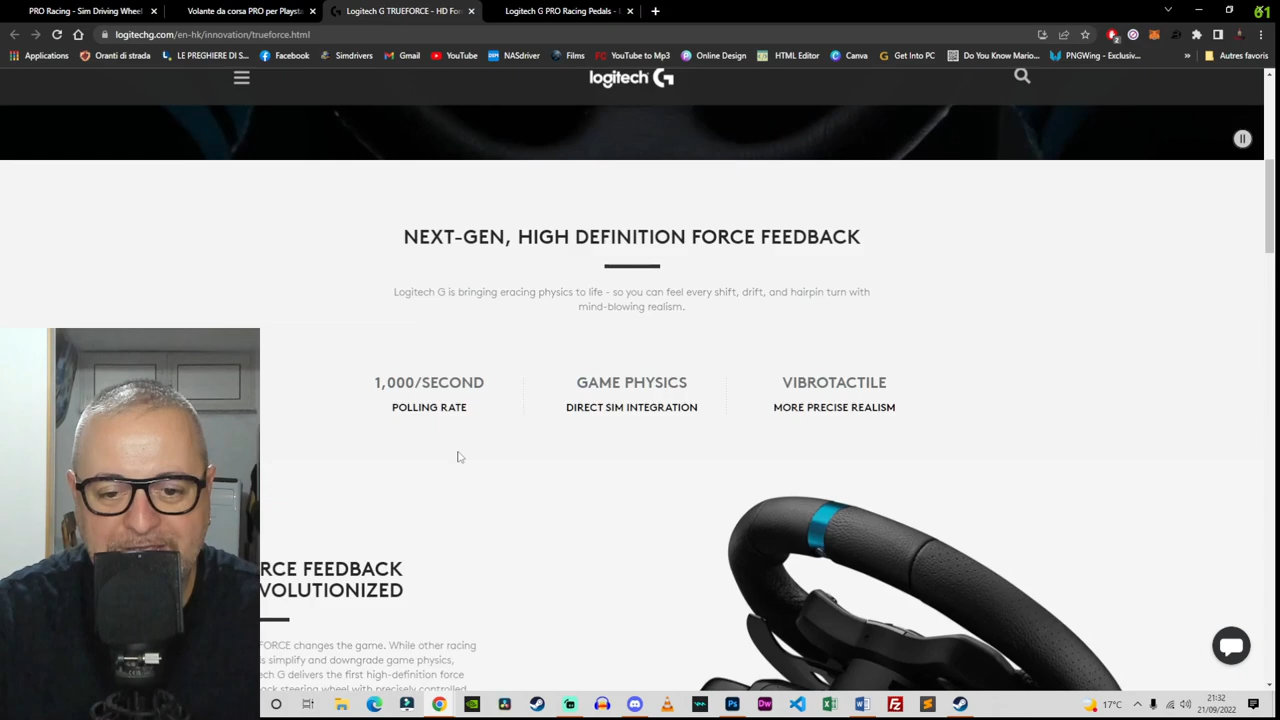 PRO Racing - Sim Driving Wheel
Volante da corsa PRO per Playsta
Logitech G TRUEFORCE - HD Fo
Logitech G PRO Racing Pedals - l
61
logitechg.com/en-hk/innovation/trueforce.html
Applications
Oranti di strada
LE PREGHIERE DI S
Facebook
Simdrivers
Gmail
YouTube
NASdriver
Films
YouTube to Mp3
Online Design
HTML Editor
Canva
Get Into PC
Do You Know Mario...
PNGWing - Exclusiv...
Autres favoris
logitech G
NEXT-GEN, HIGH DEFINITION FORCE FEEDBACK
Logitech G is bringing eracing physics to life - so you can feel every shift, drift, and hairpin turn with
mind-blowing realism.
1,000/SECOND
POLLING RATE
GAME PHYSICS
DIRECT SIM INTEGRATION
VIBROTACTILE
MORE PRECISE REALISM
RCE FEEDBACK
VOLUTIONIZED
FORCE changes the game. While other racing
ls simplify and downgrade game physics,
tech G delivers the first high-definition force
back steering wheel with precisely controlled
17°C
21:32
21/09/2022